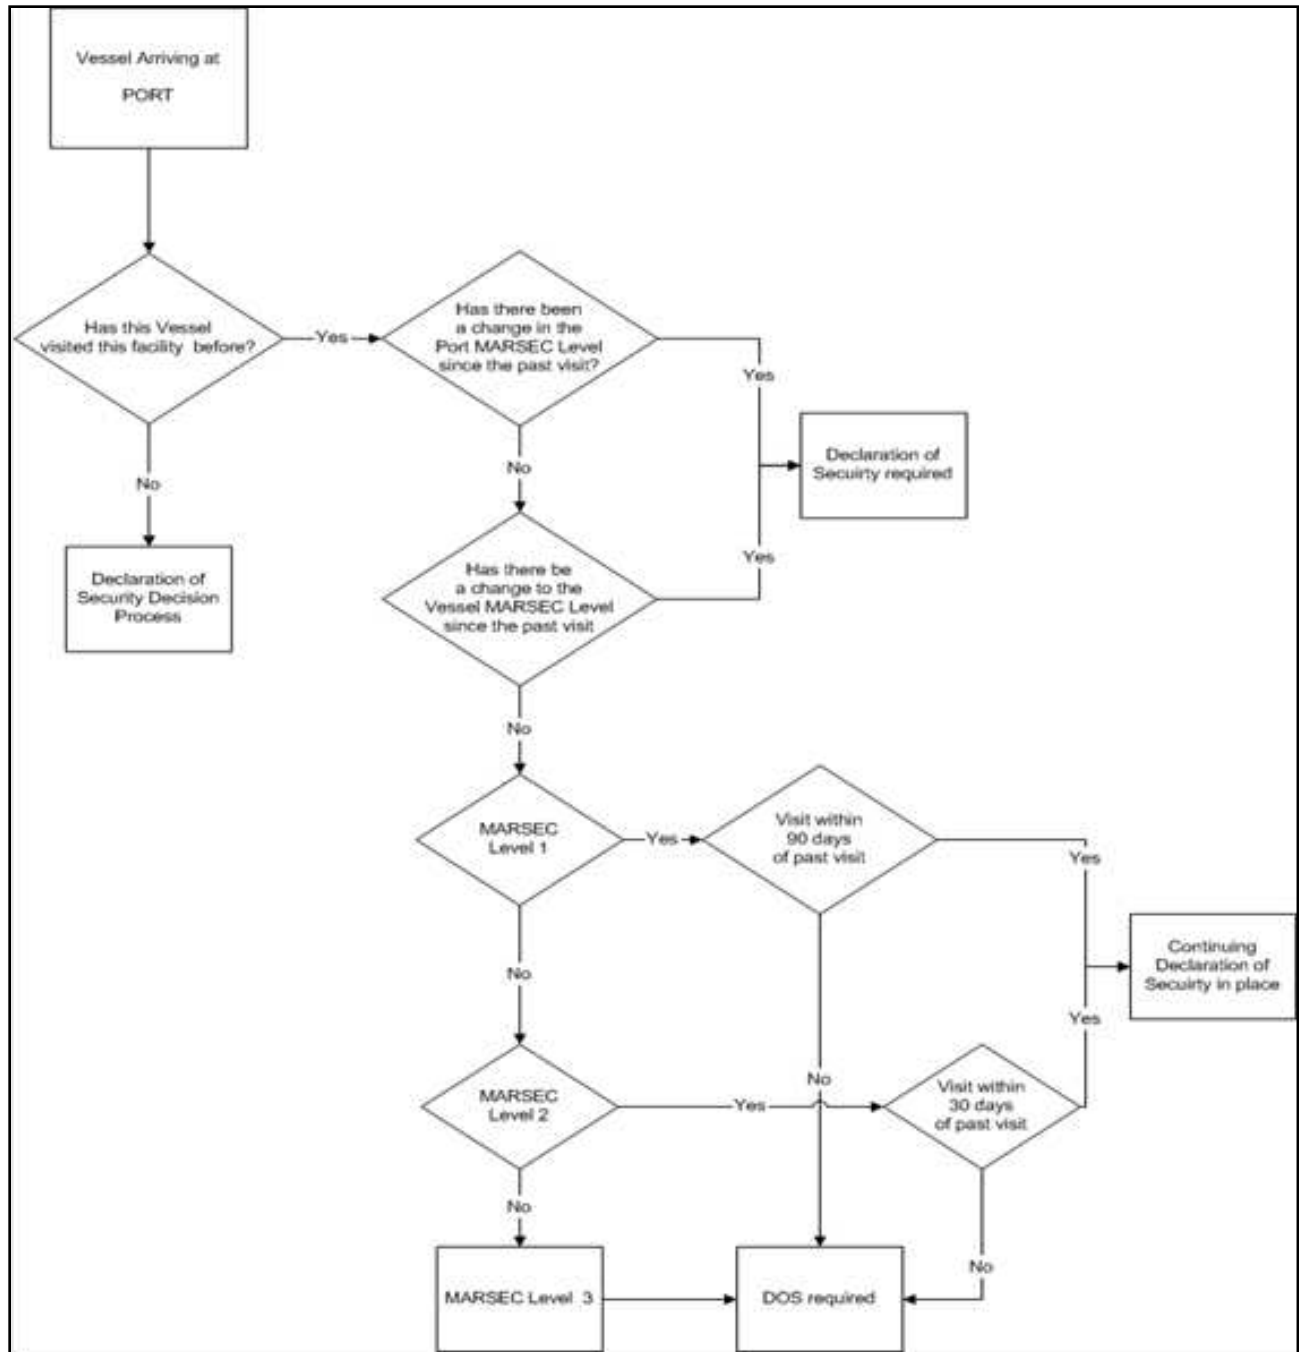 Vessel Arriving at
PORT
Has this Vessel
visited this facility before?
Yes
Has there been
a change in the
Port MARSEC Level
since the past visit?
Yes
No
No
Declaration of
Secuirty required
Declaration of
Security Decision
Process
Has there be
a change to the
Vessel MARSEC Level
since the past visit
Yes
No
MARSEC
Level 1
Yes
Visit within
90 days
of past visit
Yes
No
No
Continuing
Declaration of
Secuirty in place
MARSEC
Level 2
Yes
Visit within
30 days
of past visit
Yes
No
No
MARSEC Level 3
DOS required